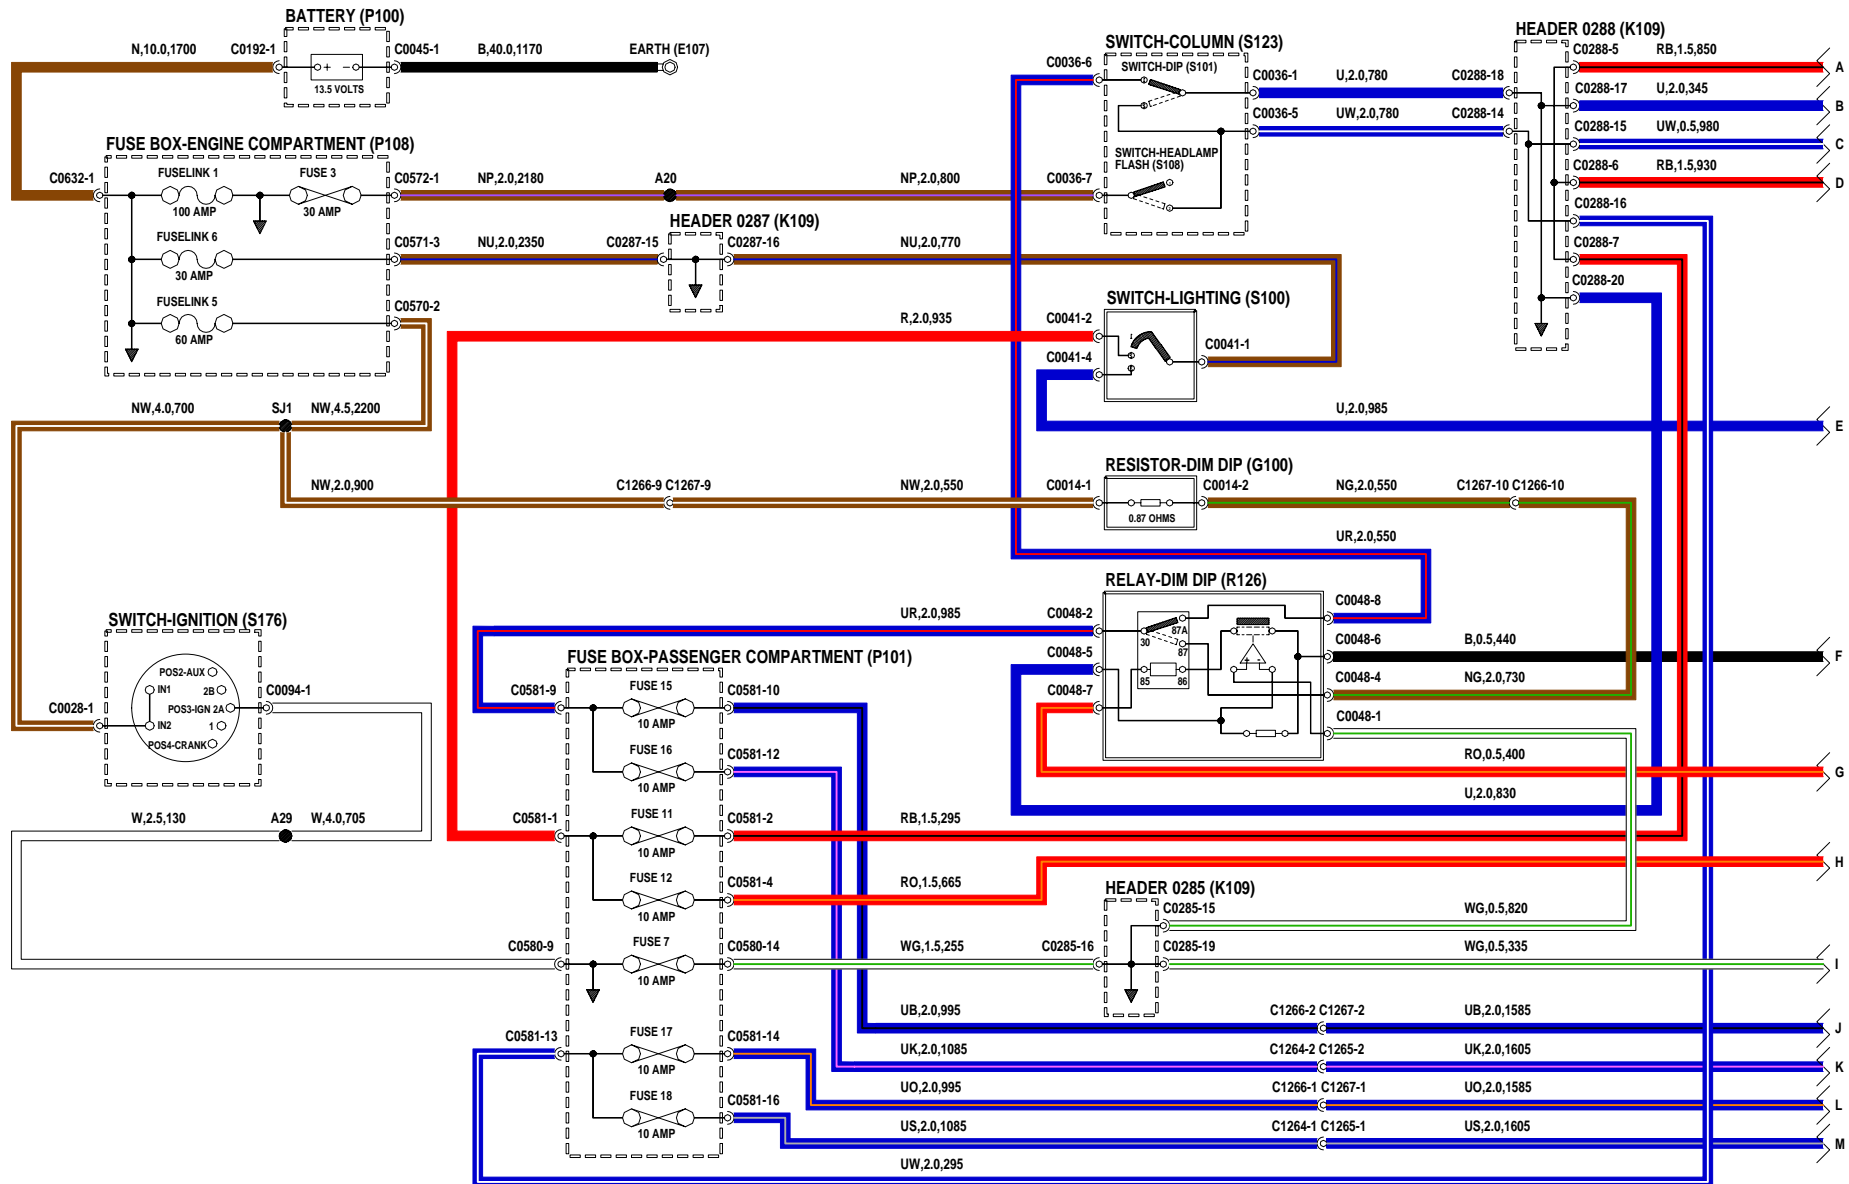 BATTERY (P100)
N,10.0,1700
C0192-1
C0045-1
B,40.0,1170
EARTH (E107)
+ -
13.5 VOLTS
FUSE BOX-ENGINE COMPARTMENT (P108)
C0632-1
FUSELINK 1
100 AMP
FUSE 3
30 AMP
C0572-1
NP,2.0,2180
A20
NP,2.0,800
C0036-7
FUSELINK 6
30 AMP
C0571-3
NU,2.0,2350
C0287-15
HEADER 0287 (K109)
C0287-16
NU,2.0,770
FUSELINK 5
60 AMP
C0570-2
SWITCH-COLUMN (S123)
C0036-6
SWITCH-DIP (S101)
C0036-1
U,2.0,780
C0288-18
C0036-5
UW,2.0,780
C0288-14
SWITCH-HEADLAMP
FLASH (S108)
HEADER 0288 (K109)
C0288-5
RB,1.5,850
A
C0288-17
U,2.0,345
B
C0288-15
UW,0.5,980
C
C0288-6
RB,1.5,930
D
C0288-16
C0288-7
C0288-20
SWITCH-LIGHTING (S100)
R,2.0,935
C0041-2
C0041-1
C0041-4
U,2.0,985
E
NW,4.0,700
SJ1
NW,4.5,2200
NW,2.0,900
C1266-9 C1267-9
NW,2.0,550
C0014-1
RESISTOR-DIM DIP (G100)
0.87 OHMS
C0014-2
NG,2.0,550
C1267-10 C1266-10
UR,2.0,550
RELAY-DIM DIP (R126)
UR,2.0,985
C0048-2
C0048-8
C0048-5
C0048-6
B,0.5,440
F
C0048-7
C0048-4
NG,2.0,730
C0048-1
30
87A
87
85
86
+ -
RO,0.5,400
G
U,2.0,830
SWITCH-IGNITION (S176)
POS2-AUX
IN1
2B
POS3-IGN 2A
IN2
1
POS4-CRANK
C0094-1
C0028-1
W,2.5,130
A29
W,4.0,705
FUSE BOX-PASSENGER COMPARTMENT (P101)
C0581-9
FUSE 15
10 AMP
C0581-10
FUSE 16
10 AMP
C0581-12
C0581-1
FUSE 11
10 AMP
C0581-2
RB,1.5,295
FUSE 12
10 AMP
C0581-4
RO,1.5,665
H
C0580-9
FUSE 7
10 AMP
C0580-14
WG,1.5,255
C0285-16
HEADER 0285 (K109)
C0285-15
WG,0.5,820
C0285-19
WG,0.5,335
I
UB,2.0,995
C1266-2 C1267-2
UB,2.0,1585
J
C0581-13
FUSE 17
10 AMP
C0581-14
UK,2.0,1085
C1264-2 C1265-2
UK,2.0,1605
K
FUSE 18
10 AMP
C0581-16
UO,2.0,995
C1266-1 C1267-1
UO,2.0,1585
L
US,2.0,1085
C1264-1 C1265-1
US,2.0,1605
M
UW,2.0,295